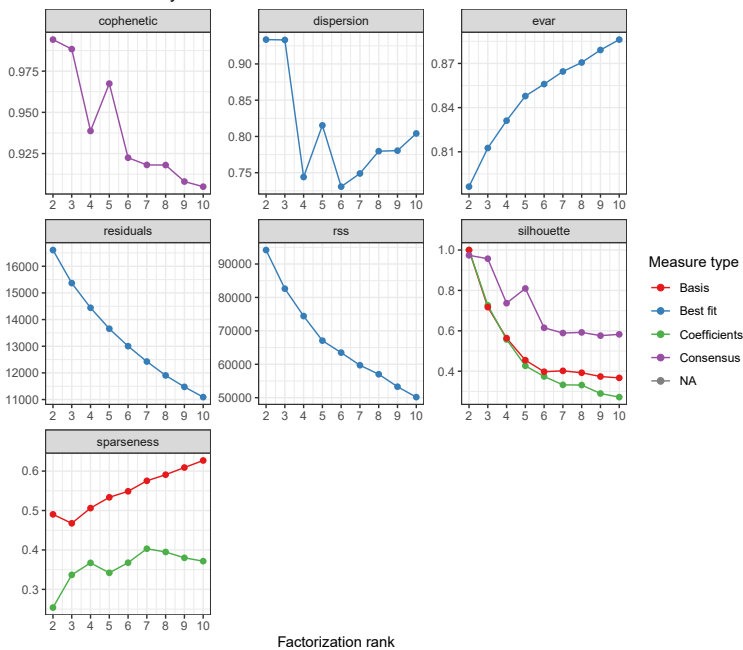 cophenetic dispersion evar
0.975 0.950 0.925
0.90 0.85 0.80 0.75
0.87 0.84 0.81
2 3 4 5 6 7 8 9 10 2 3 4 5 6 7 8 9 10 2 3 4 5 6 7 8 9 10
residuals rss silhouette
16000 15000 14000 13000 12000 11000
90000 80000 70000 60000 50000
1.0 0.8 0.6 0.4
2 3 4 5 6 7 8 9 10 2 3 4 5 6 7 8 9 10 2 3 4 5 6 7 8 9 10
Measure type
Basis
Best fit
Coefficients
Consensus
NA
sparseness
0.6
0.5
0.4
0.3
2 3 4 5 6 7 8 9 10
Factorization rank